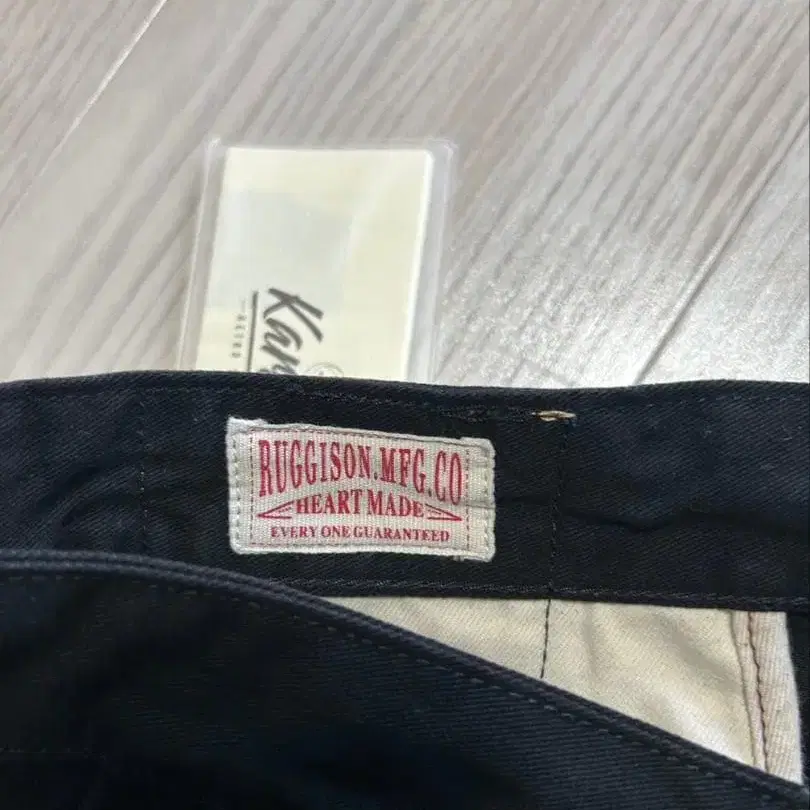 RUGGISON.MFG.CO
HEART MADE
EVERY ONE GUARANTEED